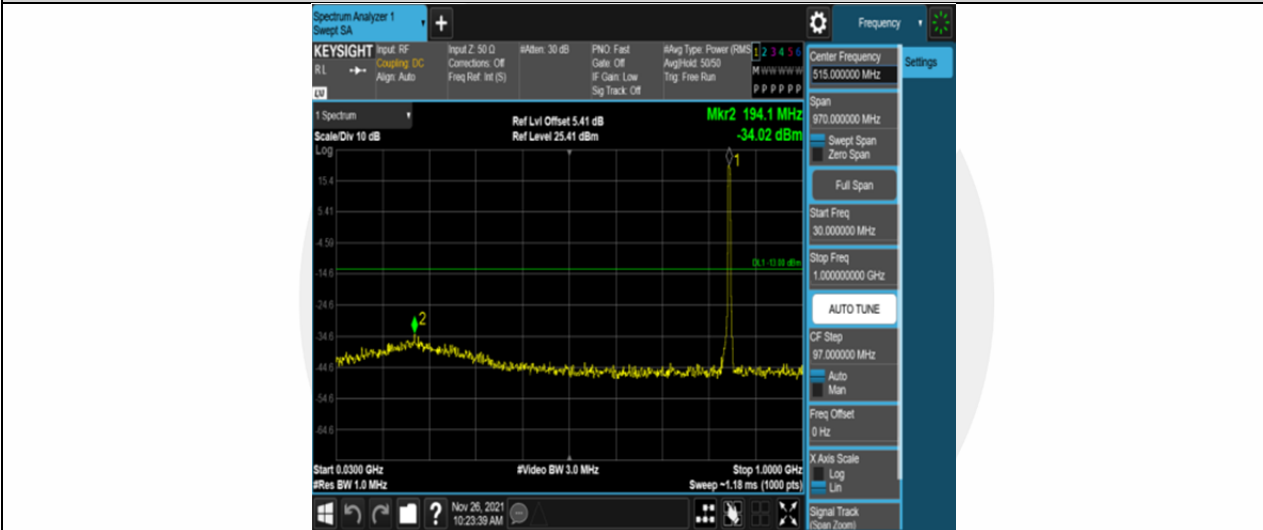 Spectrum Analyzer 1
Swept SA
+
Frequency
KEYSIGHT
RL
LV
Input: RF
Coupling: DC
Align: Auto
Input Z: 50 Ω
Corrections: Off
Freq Ref: Int (S)
#Atten: 30 dB
PNO: Fast
Gate: Off
IF Gain: Low
Sig Track: Off
#Avg Type: Power (RMS
Avg|Hold: 50/50
Trig: Free Run
1 2 3 4 5 6
M W W W W W
P P P P P P
1 Spectrum
Scale/Div 10 dB
Log
Ref Lvl Offset 5.41 dB
Ref Level 25.41 dBm
Mkr2 194.1 MHz
-34.02 dBm
1
15.4
5.41
-4.59
DL1 -13.00 dBm
-14.6
-24.6
2
-34.6
-44.6
-54.6
-64.6
Start 0.0300 GHz
#Res BW 1.0 MHz
#Video BW 3.0 MHz
Stop 1.0000 GHz
Sweep ~1.18 ms (1000 pts)
Nov 26, 2021
10:23:39 AM
?
Center Frequency
515.000000 MHz
Settings
Span
970.000000 MHz
Swept Span
Zero Span
Full Span
Start Freq
30.000000 MHz
Stop Freq
1.000000000 GHz
AUTO TUNE
CF Step
97.000000 MHz
Auto
Man
Freq Offset
0 Hz
X Axis Scale
Log
Lin
Signal Track
(Span Zoom)